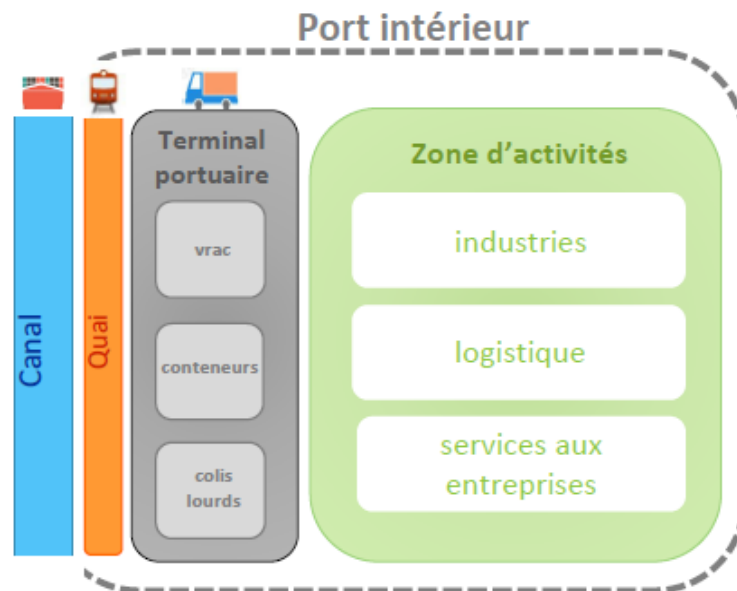 Port intérieur
Canal
Quai
Terminal
portuaire
vrac
conteneurs
colis
lourds
Zone d'activités
industries
logistique
services aux
entreprises